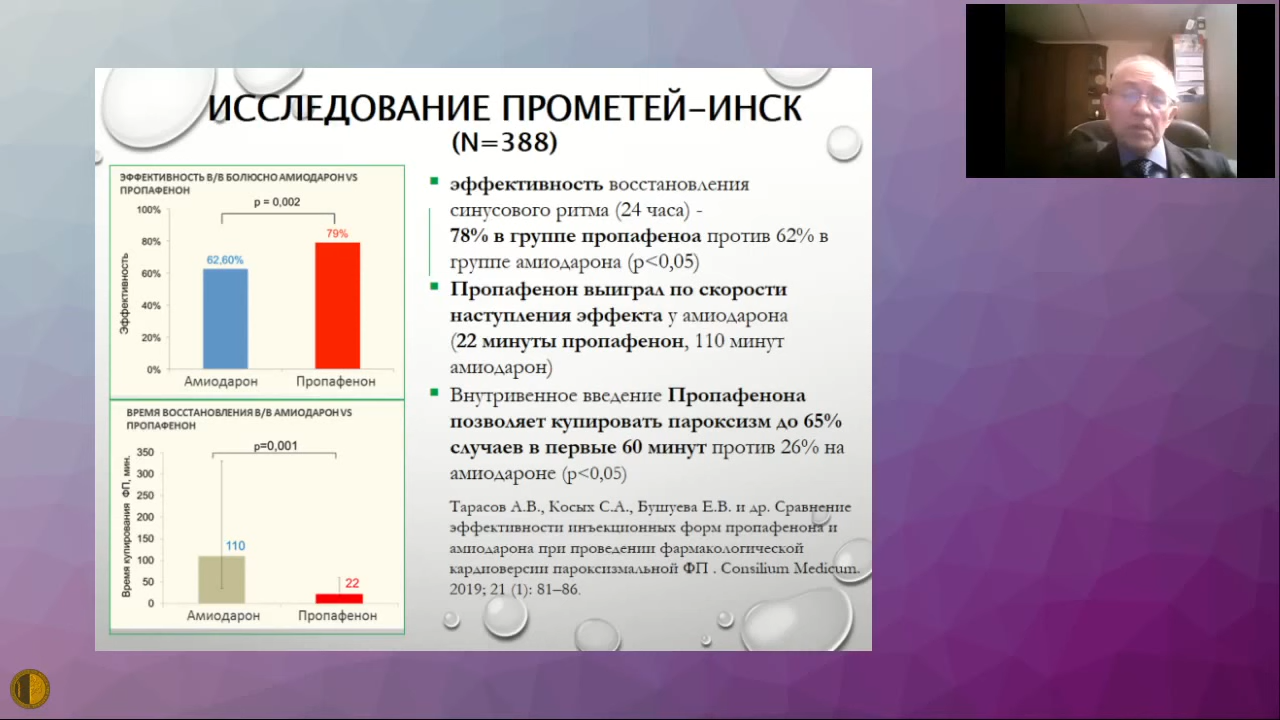 ИССЛЕДОВАНИЕ ПРОМЕТЕЙ–ИНСК
(N=388)
ЭФФЕКТИВНОСТЬ В/В БОЛЮСНО АМИОДАРОН VS
ПРОПАФЕНОН
p = 0,002
100%
80%
60%
40%
20%
0%
Эффективность
62,60%
79%
Амиодарон
Пропафенон
ВРЕМЯ ВОССТАНОВЛЕНИЯ В/В АМИОДАРОН VS
ПРОПАФЕНОН
p=0,001
350
300
250
200
150
100
50
0
Время купирования ФП, мин.
110
22
Амиодарон
Пропафенон
эффективность восстановления
синусового ритма (24 часа) -
78% в группе пропафеноа против 62% в
группе амиодарона (p<0,05)
Пропафенон выиграл по скорости
наступления эффекта у амиодарона
(22 минуты пропафенон, 110 минут
амиодарон)
Внутривенное введение Пропафенона
позволяет купировать пароксизм до 65%
случаев в первые 60 минут против 26% на
амиодароне (p<0,05)
Тарасов А.В., Косых С.А., Бушуева Е.В. и др. Сравнение
эффективности инъекционных форм пропафенона и
амиодарона при проведении фармакологической
кардиоверсии пароксизмальной ФП . Consilium Medicum.
2019; 21 (1): 81–86.